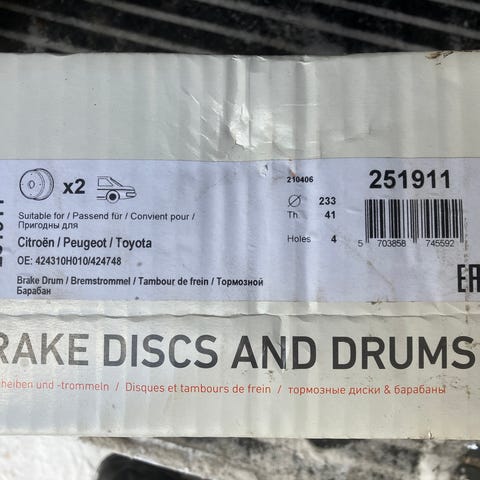 x2
210406
251911
Ø 233
Th 41
Holes 4
5 703858 745592
Suitable for / Passend für / Convient pour /
Пригодны для
Citroën / Peugeot / Toyota
OE: 424310H010/424748
Brake Drum / Bremstrommel / Tambour de frein / Тормозной
Барабан
RAKE DISCS AND DRUMS
cheiben und -trommeln / Disques et tambours de frein / тормозные диски & барабаны